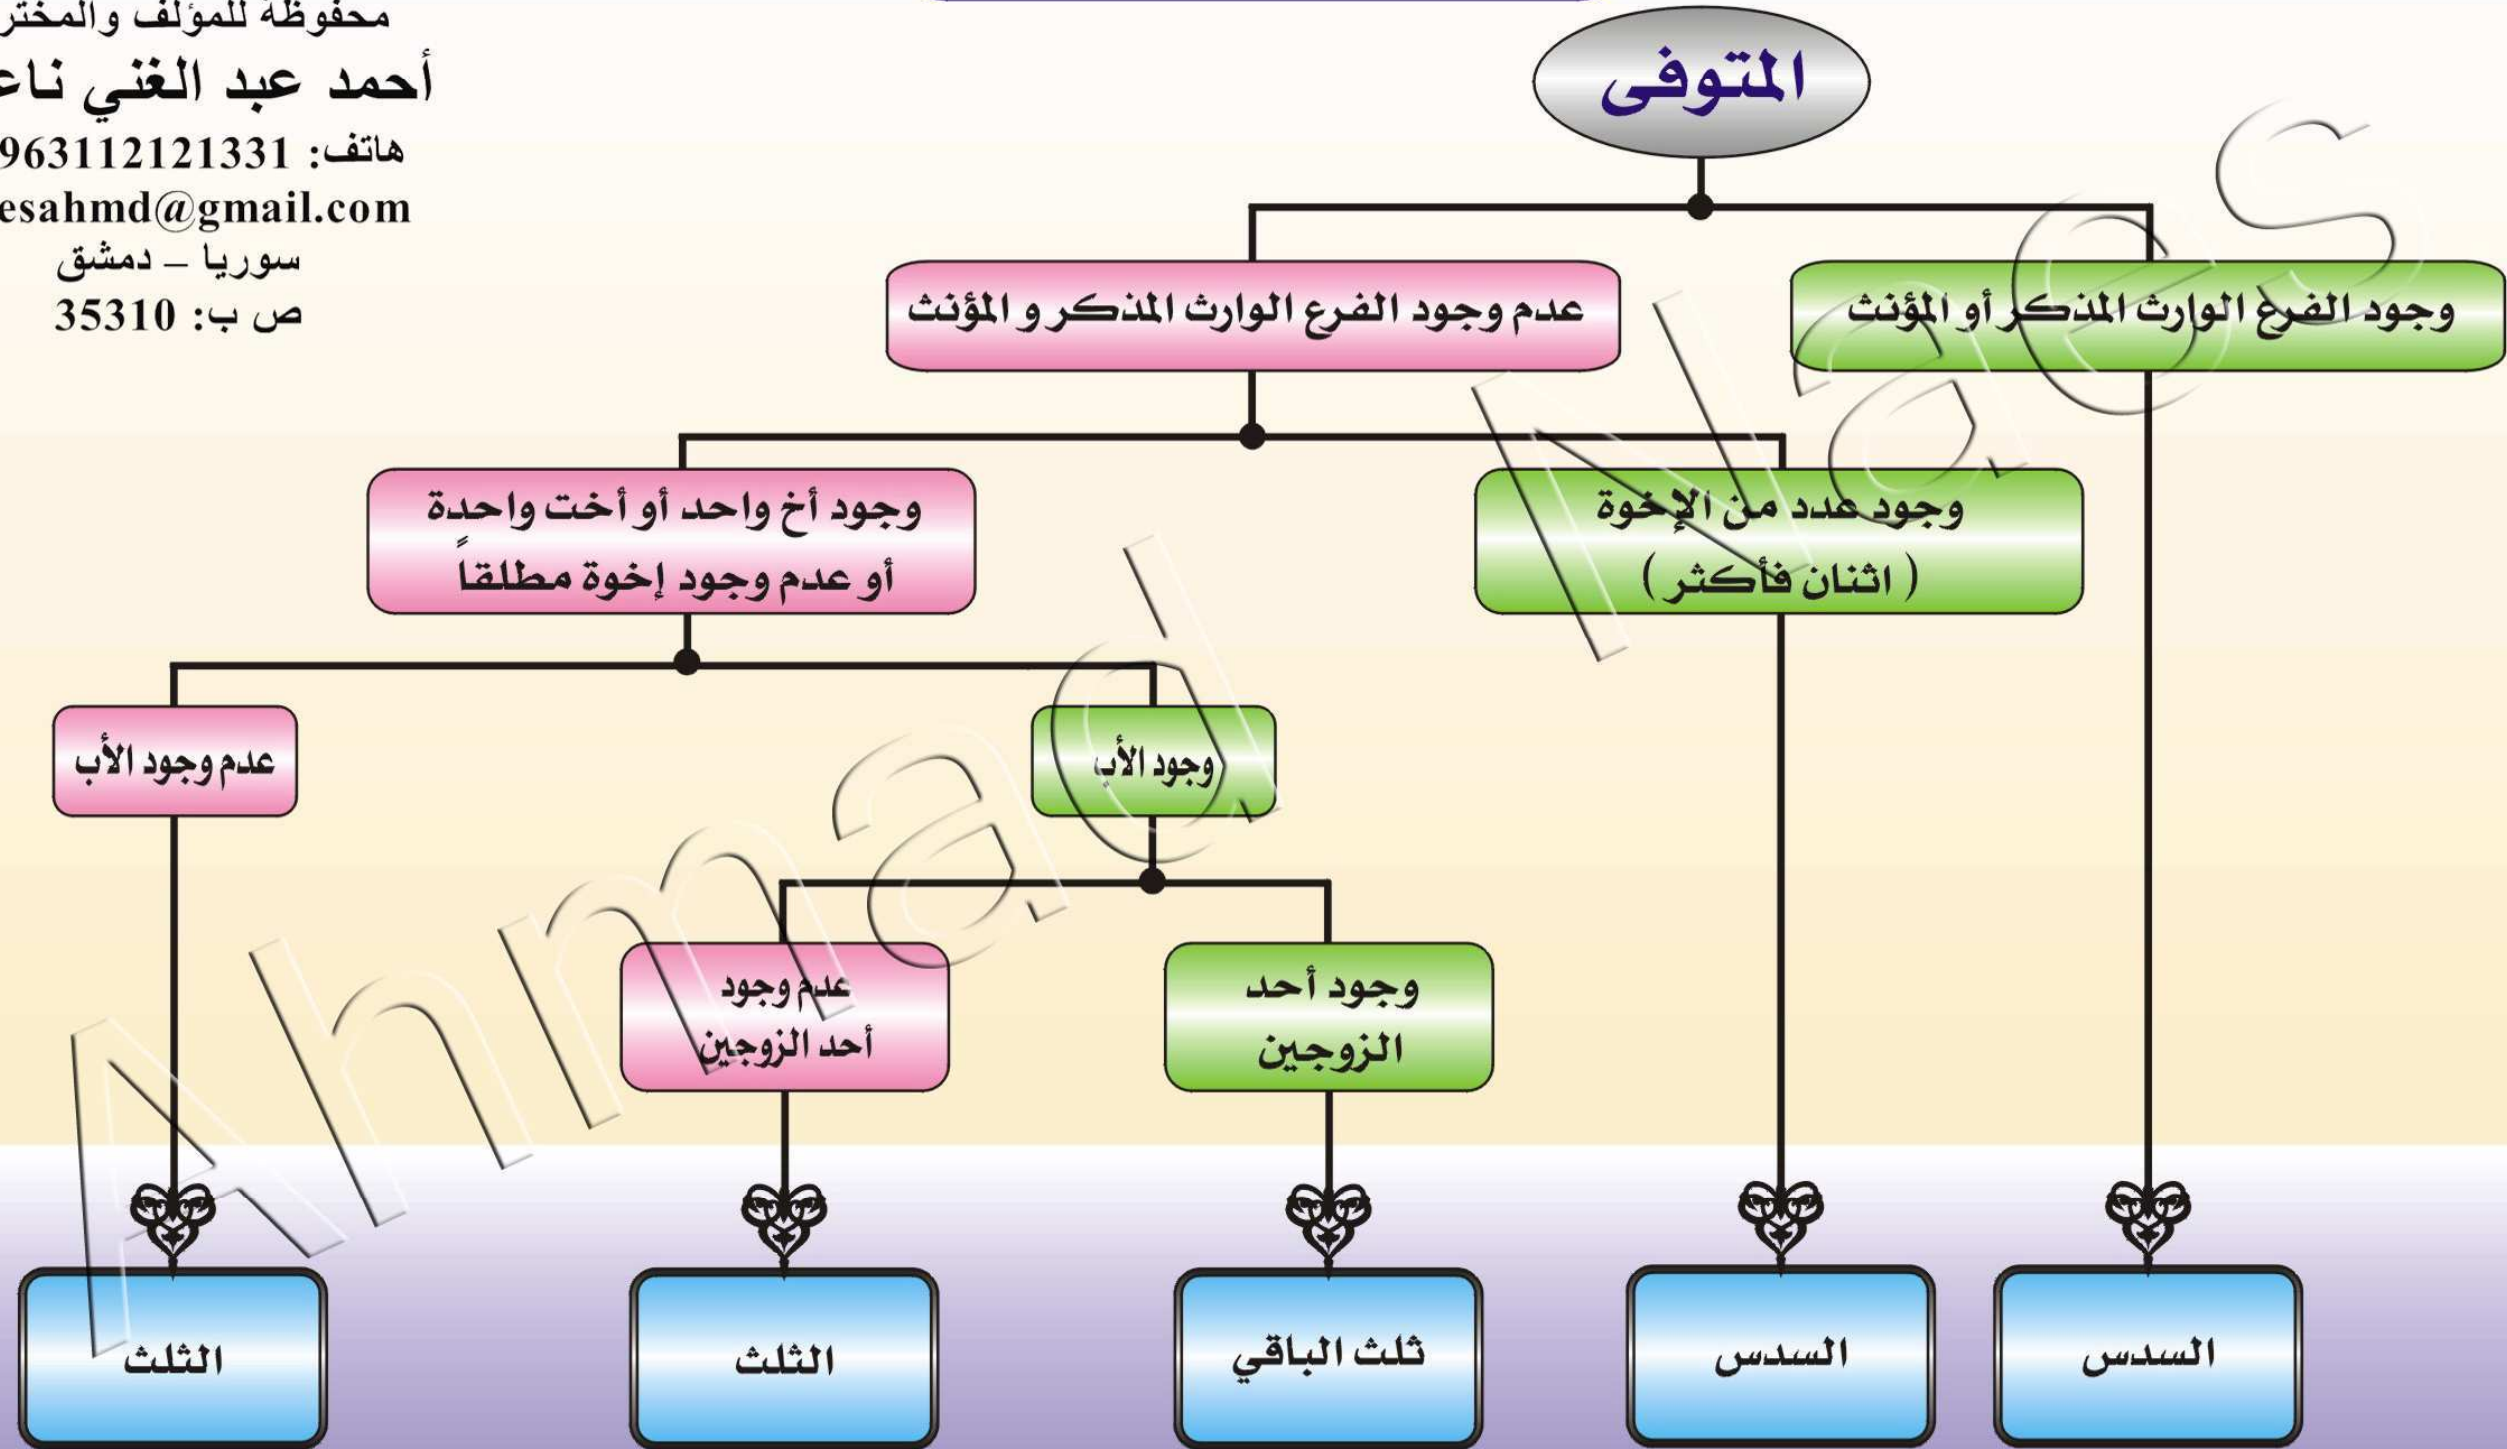 محفوظة للمؤلف والمختر
أحمد عبد الغني ناع
هاتف: 963112121331
esahmd@gmail.com
سوريا – دمشق
ص ب: 35310
المتوفى
وجود الفرع الوارث المذكر أو المؤنث
عدم وجود الفرع الوارث المذكر و المؤنث
وجود عدد من الإخوة
( اثنان فأكثر )
وجود أخ واحد أو أخت واحدة
أو عدم وجود إخوة مطلقاً
وجود الأب
عدم وجود الأب
وجود أحد
الزوجين
عدم وجود
أحد الزوجين
السدس
السدس
ثلث الباقي
الثلث
الثلث
Ahmad Naes